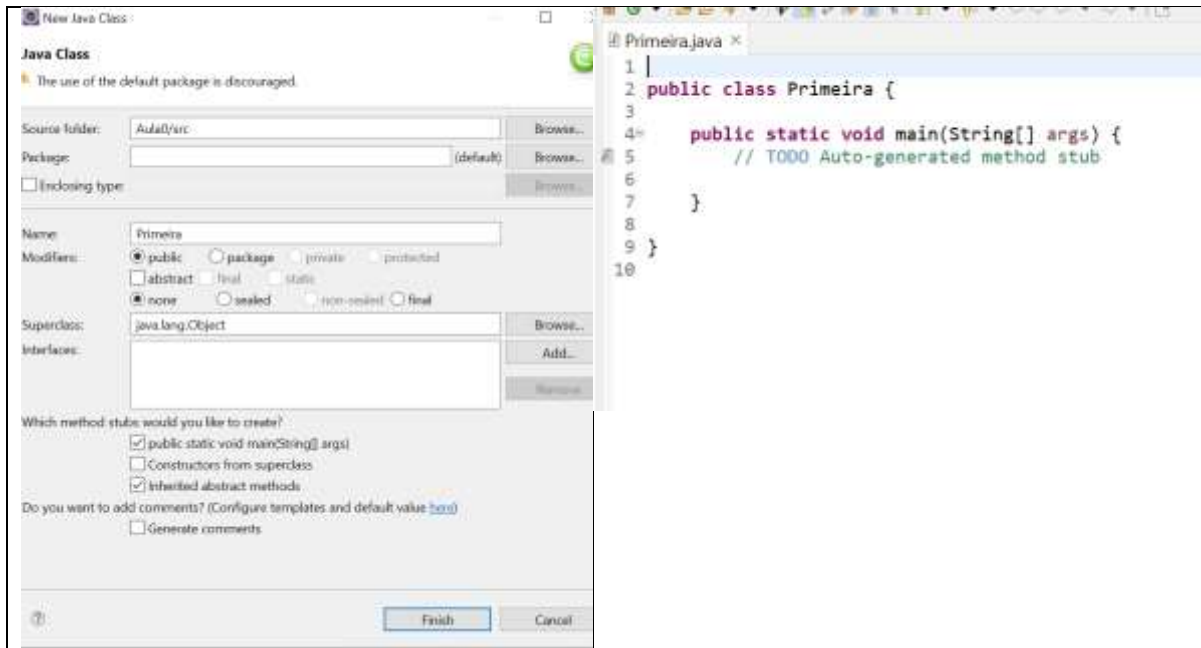 New Java Class
Java Class
The use of the default package is discouraged.
Source folder: Aula0/src Browse...
Package: (default) Browse...
Enclosing type: Browse...
Name: Primeira
Modifiers: public package private protected
abstract final static
none sealed non-sealed final
Superclass: java.lang.Object Browse...
Interfaces: Add...
Remove
Which method stubs would you like to create?
public static void main(String[] args)
Constructors from superclass
Inherited abstract methods
Do you want to add comments? (Configure templates and default value here)
Generate comments
Finish Cancel
Primeira.java
1
2 public class Primeira {
3
4 public static void main(String[] args) {
5 // TODO Auto-generated method stub
6
7 }
8
9 }
10